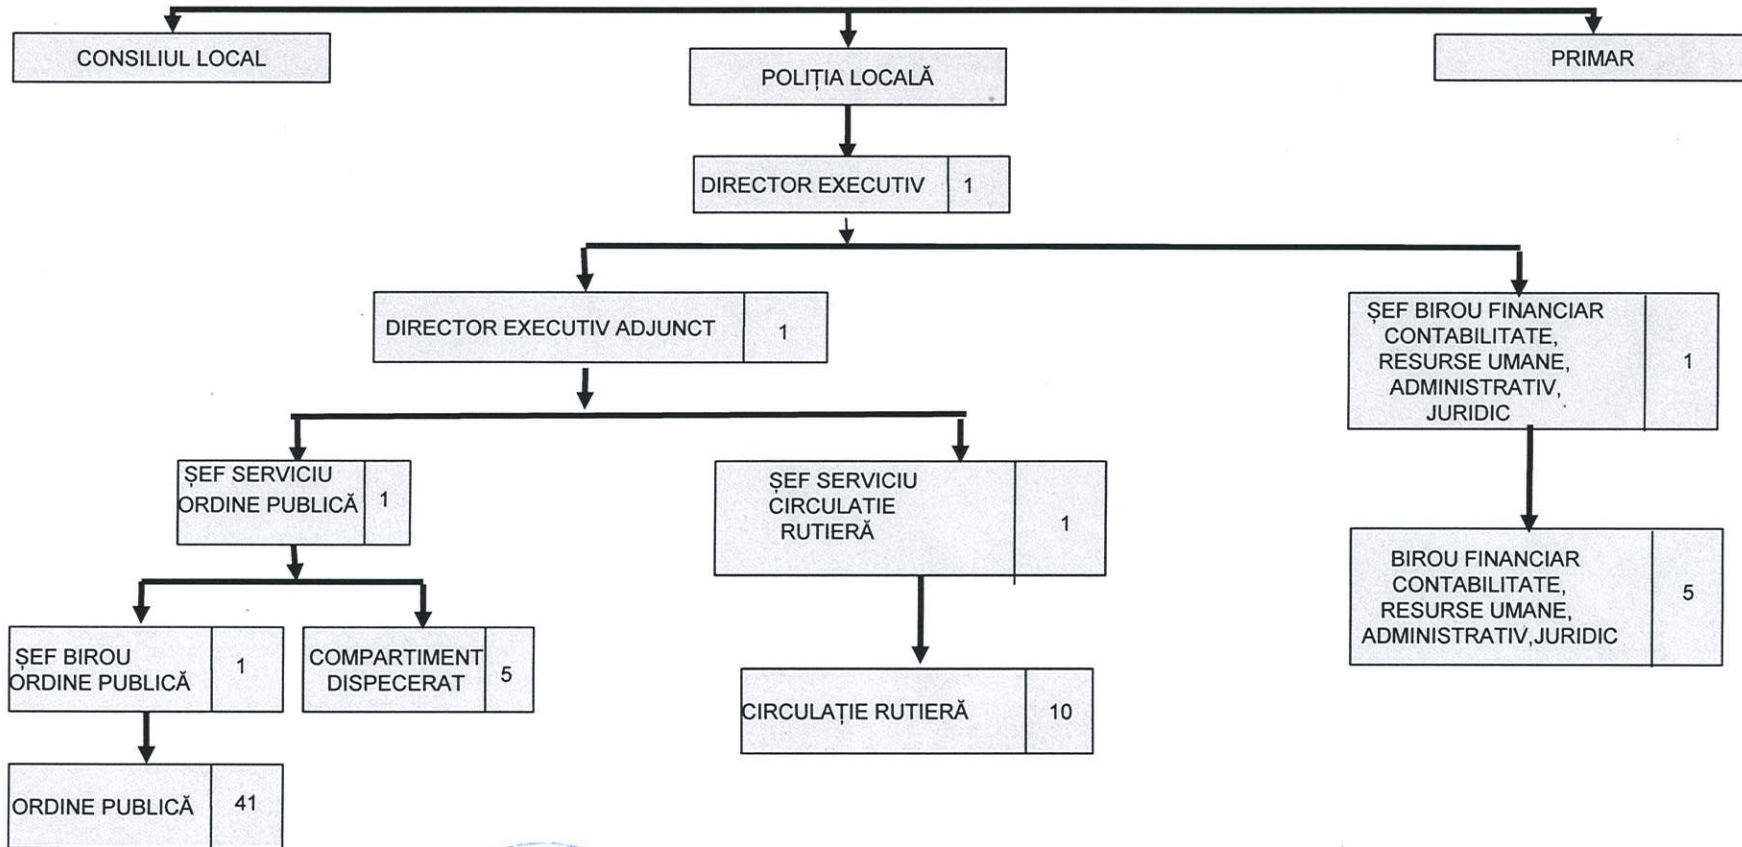 CONSILIUL LOCAL
POLIȚIA LOCALĂ
PRIMAR
DIRECTOR EXECUTIV 1
DIRECTOR EXECUTIV ADJUNCT 1
ȘEF BIROU FINANCIAR
CONTABILITATE,
RESURSE UMANE,
ADMINISTRATIV,
JURIDIC
1
ȘEF SERVICIU
ORDINE PUBLICĂ
1
ȘEF SERVICIU
CIRCULATIE
RUTIERĂ
1
BIROU FINANCIAR
CONTABILITATE,
RESURSE UMANE,
ADMINISTRATIV,JURIDIC
5
ȘEF BIROU
ORDINE PUBLICĂ
1
COMPARTIMENT
DISPECERAT
5
CIRCULAȚIE RUTIERĂ 10
ORDINE PUBLICĂ 41